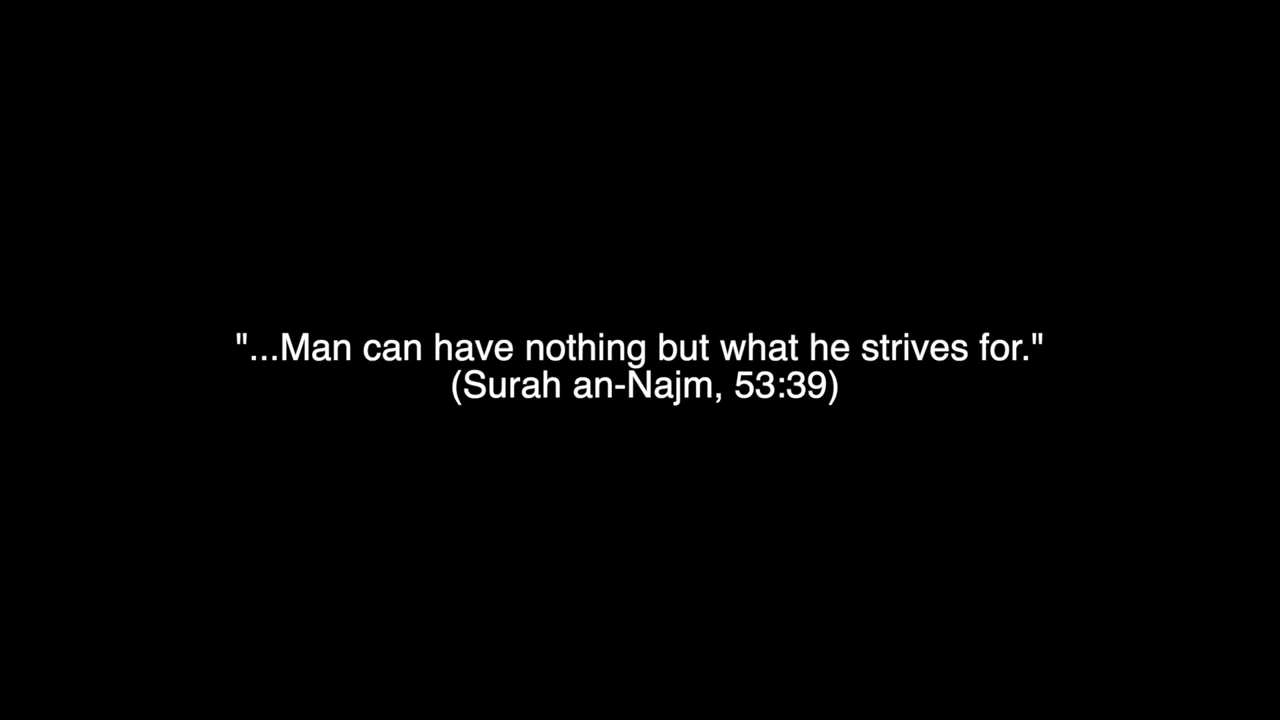 "...Man can have nothing but what he strives for."
(Surah an-Najm, 53:39)